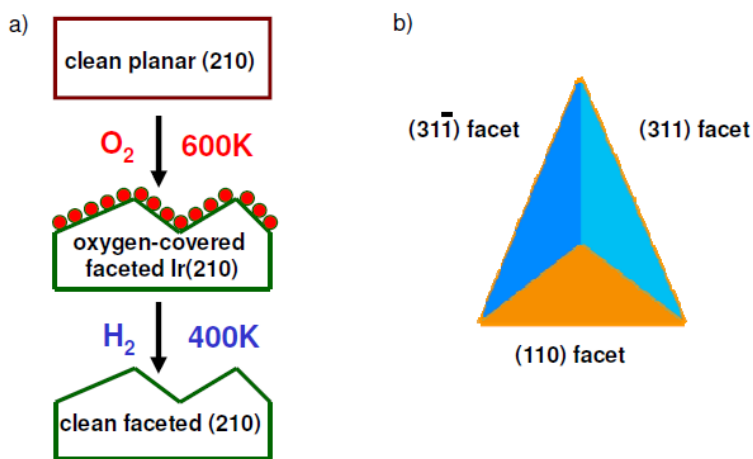 a)
clean planar (210)
O₂ 600K
oxygen-covered
faceted Ir(210)
H₂ 400K
clean faceted (210)
b)
(311̅) facet
(311) facet
(110) facet